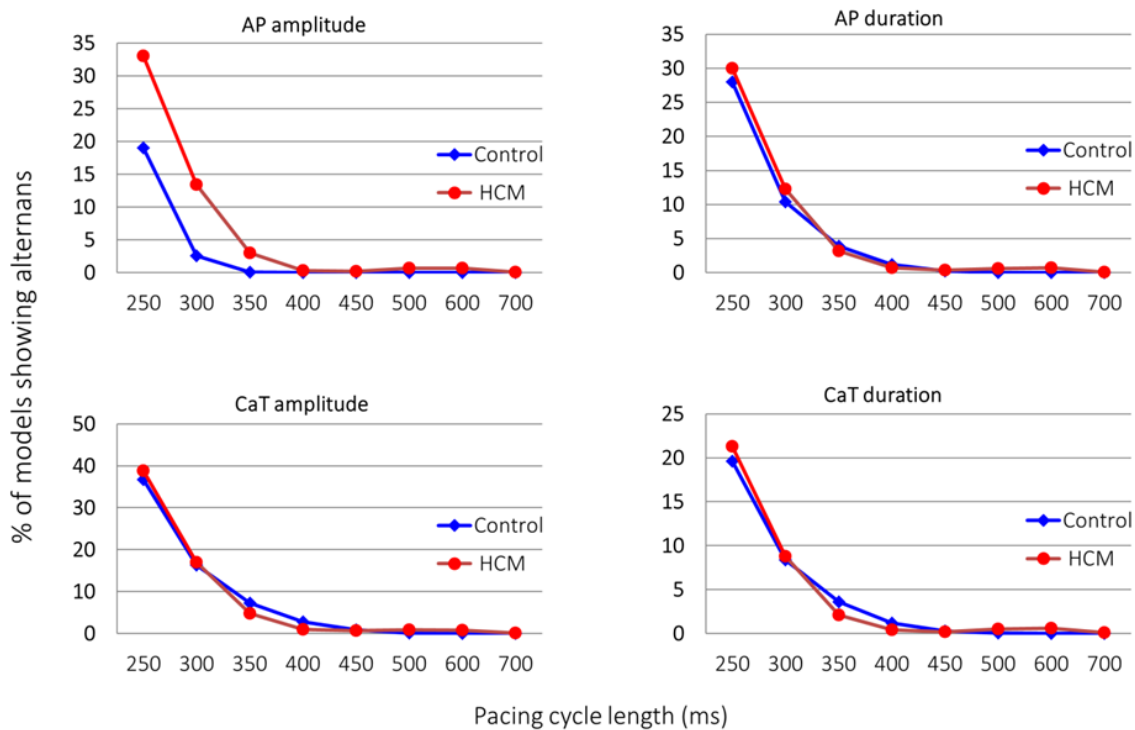 AP amplitude
35
30
25
20
15
10
5
0
250 300 350 400 450 500 600 700
Control
HCM
AP duration
35
30
25
20
15
10
5
0
250 300 350 400 450 500 600 700
Control
HCM
% of models showing alternans
CaT amplitude
50
40
30
20
10
0
250 300 350 400 450 500 600 700
Control
HCM
CaT duration
25
20
15
10
5
0
250 300 350 400 450 500 600 700
Control
HCM
Pacing cycle length (ms)